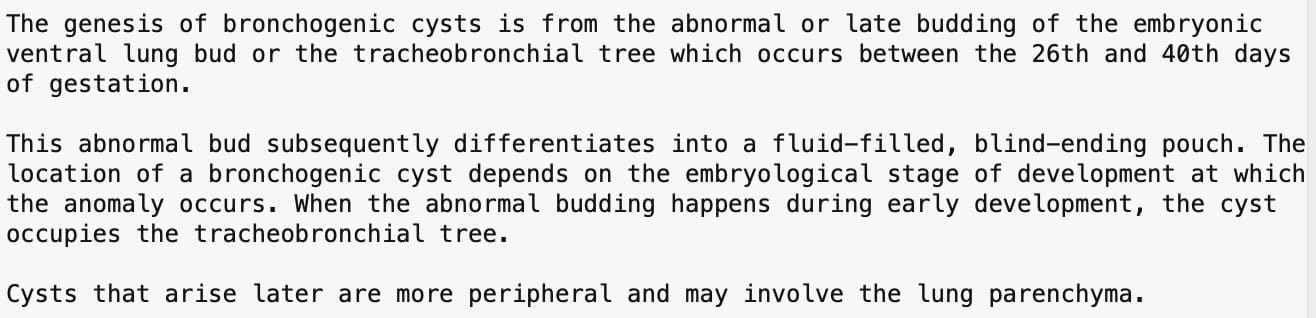 The genesis of bronchogenic cysts is from the abnormal or late budding of the embryonic
ventral lung bud or the tracheobronchial tree which occurs between the 26th and 40th days
of gestation.
This abnormal bud subsequently differentiates into a fluid-filled, blind-ending pouch. The
location of a bronchogenic cyst depends on the embryological stage of development at which
the anomaly occurs. When the abnormal budding happens during early development, the cyst
occupies the tracheobronchial tree.
Cysts that arise later are more peripheral and may involve the lung parenchyma.